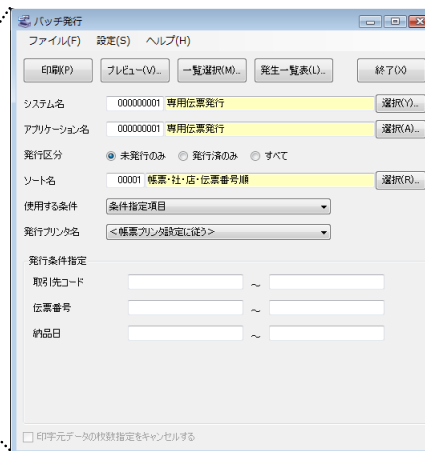 バッチ発行
ファイル(F) 設定(S) ヘルプ(H)
印刷(P) プレビュー(V)... 一覧選択(M)... 発生一覧表(L)... 終了(X)
システム名 000000001 専用伝票発行 選択(Y)...
アプリケーション名 000000001 専用伝票発行 選択(A)...
発行区分 未発行のみ 発行済のみ すべて
ソート名 00001 帳票・社・店・伝票番号順 選択(R)...
使用する条件 条件指定項目
発行プリンタ名 <帳票プリンタ設定に従う>
発行条件指定
取引先コード ～
伝票番号 ～
納品日 ～
印字元データの枚数指定をキャンセルする